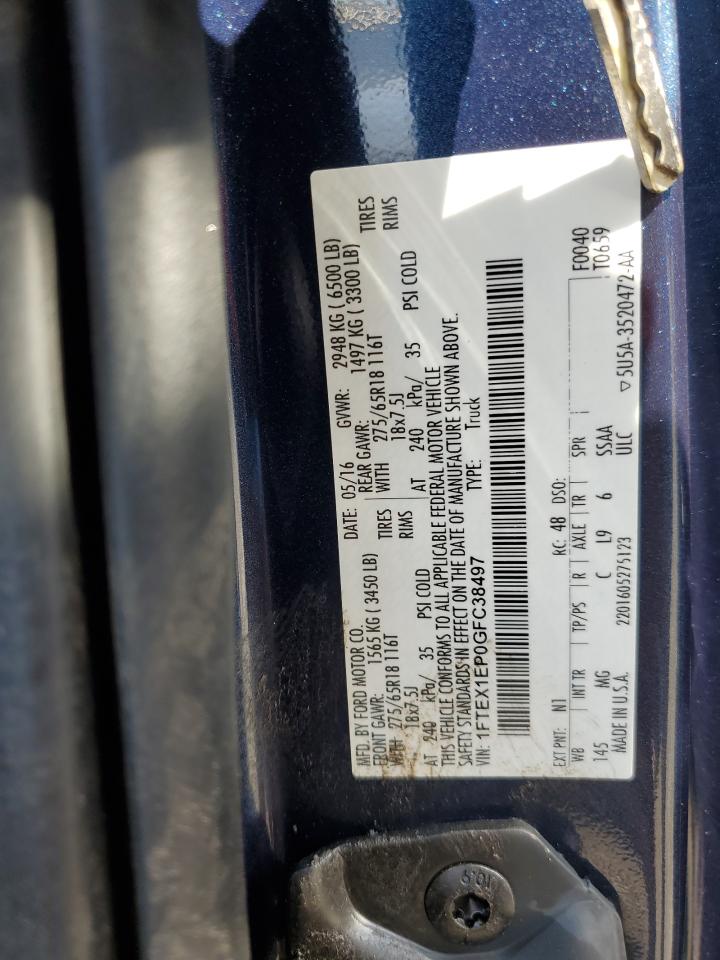 MFD. BY FORD MOTOR CO.
DATE: 05/16 GVWR: 2948 KG ( 6500 LB)
FRONT GAWR: 1565 KG ( 3450 LB) REAR GAWR: 1497 KG ( 3300 LB)
WITH 275/65R18 116T TIRES WITH 275/65R18 116T TIRES
18x7.5J RIMS 18x7.5J RIMS
AT 240 kPa/ 35 PSI COLD AT 240 kPa/ 35 PSI COLD
THIS VEHICLE CONFORMS TO ALL APPLICABLE FEDERAL MOTOR VEHICLE
SAFETY STANDARDS IN EFFECT ON THE DATE OF MANUFACTURE SHOWN ABOVE.
VIN: 1FTEX1EP0GFC38497 TYPE: Truck
EXT PNT: N1 RC: 48 DSO:
WB INT TR TP/PS R AXLE TR SPR F0040
145 MG C L9 6 SSAA T0659
MADE IN U.S.A. 2201605275123 ULC ▽5U5A-3520472-AA
10.9